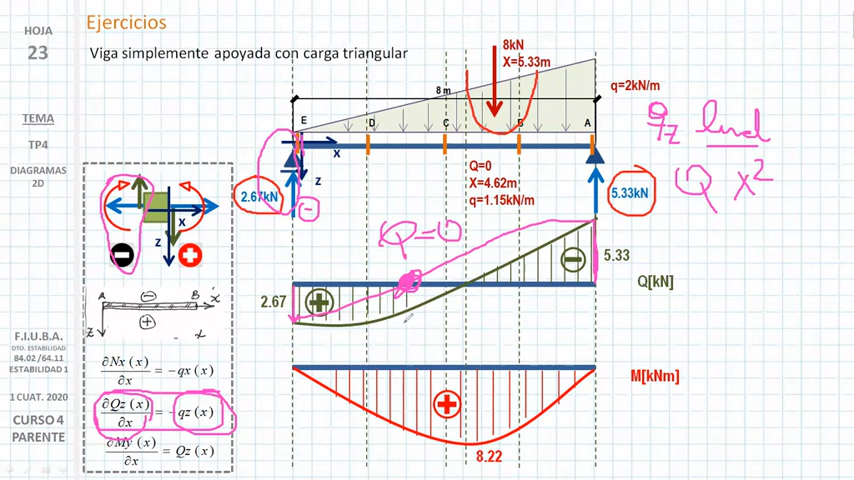 Ejercicios
HOJA
23
Viga simplemente apoyada con carga triangular
8kN
X=5.33m
q=2kN/m
8 m
E
D
C
B
A
X
Z
TEMA
TP4
DIAGRAMAS
2D
qz lineal
Q x²
Q=0
X=4.62m
q=1.15kN/m
2.67kN
5.33kN
X
Z
Q=0
5.33
Q[kN]
2.67
A
B
x
z
F.I.U.B.A.
DTO. ESTABILIDAD
84.02 / 64.11
ESTABILIDAD 1
1 CUAT. 2020
CURSO 4
PARENTE
∂Nx (x) / ∂x = -qx (x)
∂Qz (x) / ∂x = -qz (x)
∂My (x) / ∂x = Qz (x)
M[kNm]
8.22